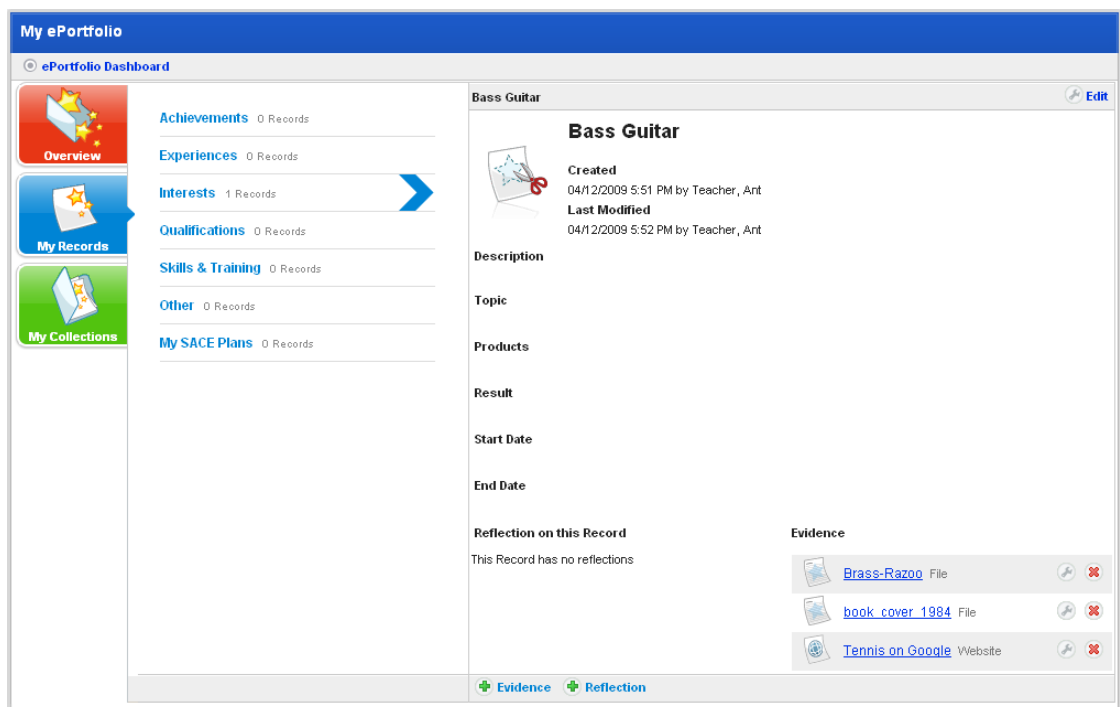 My ePortfolio
ePortfolio Dashboard
Overview
My Records
My Collections
Achievements 0 Records
Experiences 0 Records
Interests 1 Records
Qualifications 0 Records
Skills & Training 0 Records
Other 0 Records
My SACE Plans 0 Records
Bass Guitar
Edit
Bass Guitar
Created
04/12/2009 5:51 PM by Teacher, Ant
Last Modified
04/12/2009 5:52 PM by Teacher, Ant
Description
Topic
Products
Result
Start Date
End Date
Reflection on this Record
This Record has no reflections
Evidence
Brass-Razoo File
book_cover_1984 File
Tennis on Google Website
Evidence Reflection